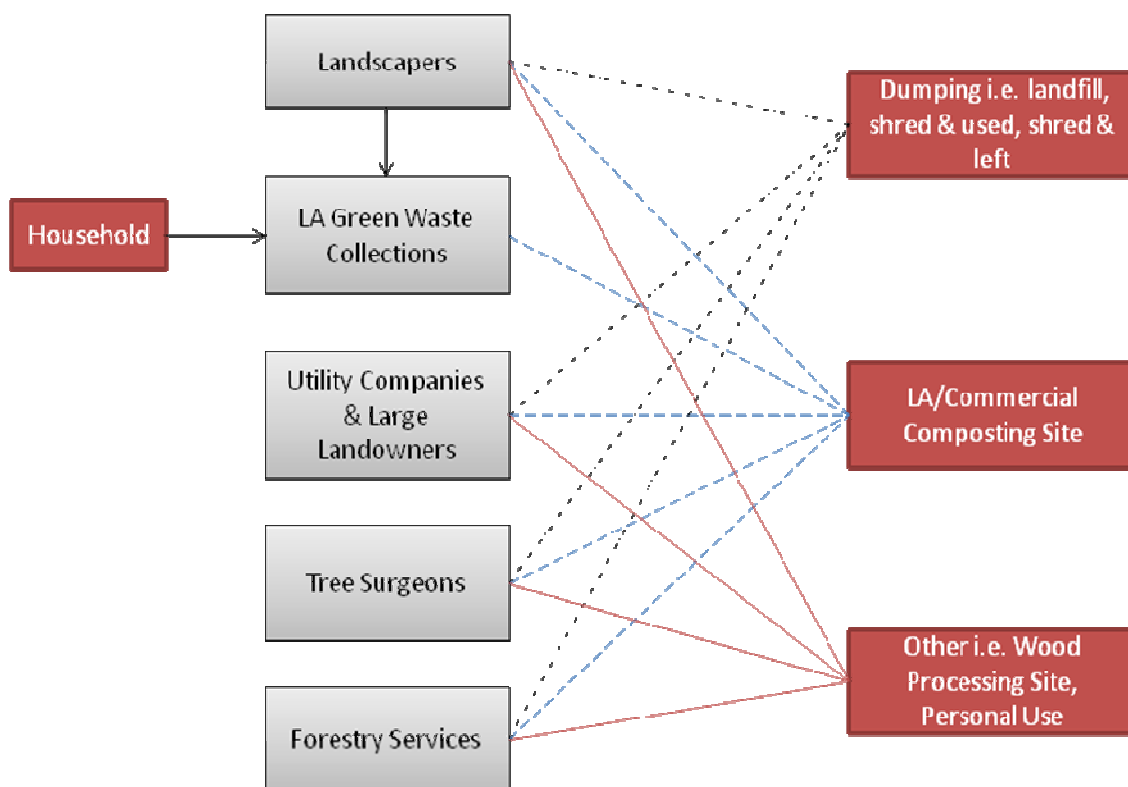 Landscapers
Dumping i.e. landfill,
shred & used, shred &
left
Household
LA Green Waste
Collections
Utility Companies
& Large
Landowners
LA/Commercial
Composting Site
Tree Surgeons
Other i.e. Wood
Processing Site,
Personal Use
Forestry Services